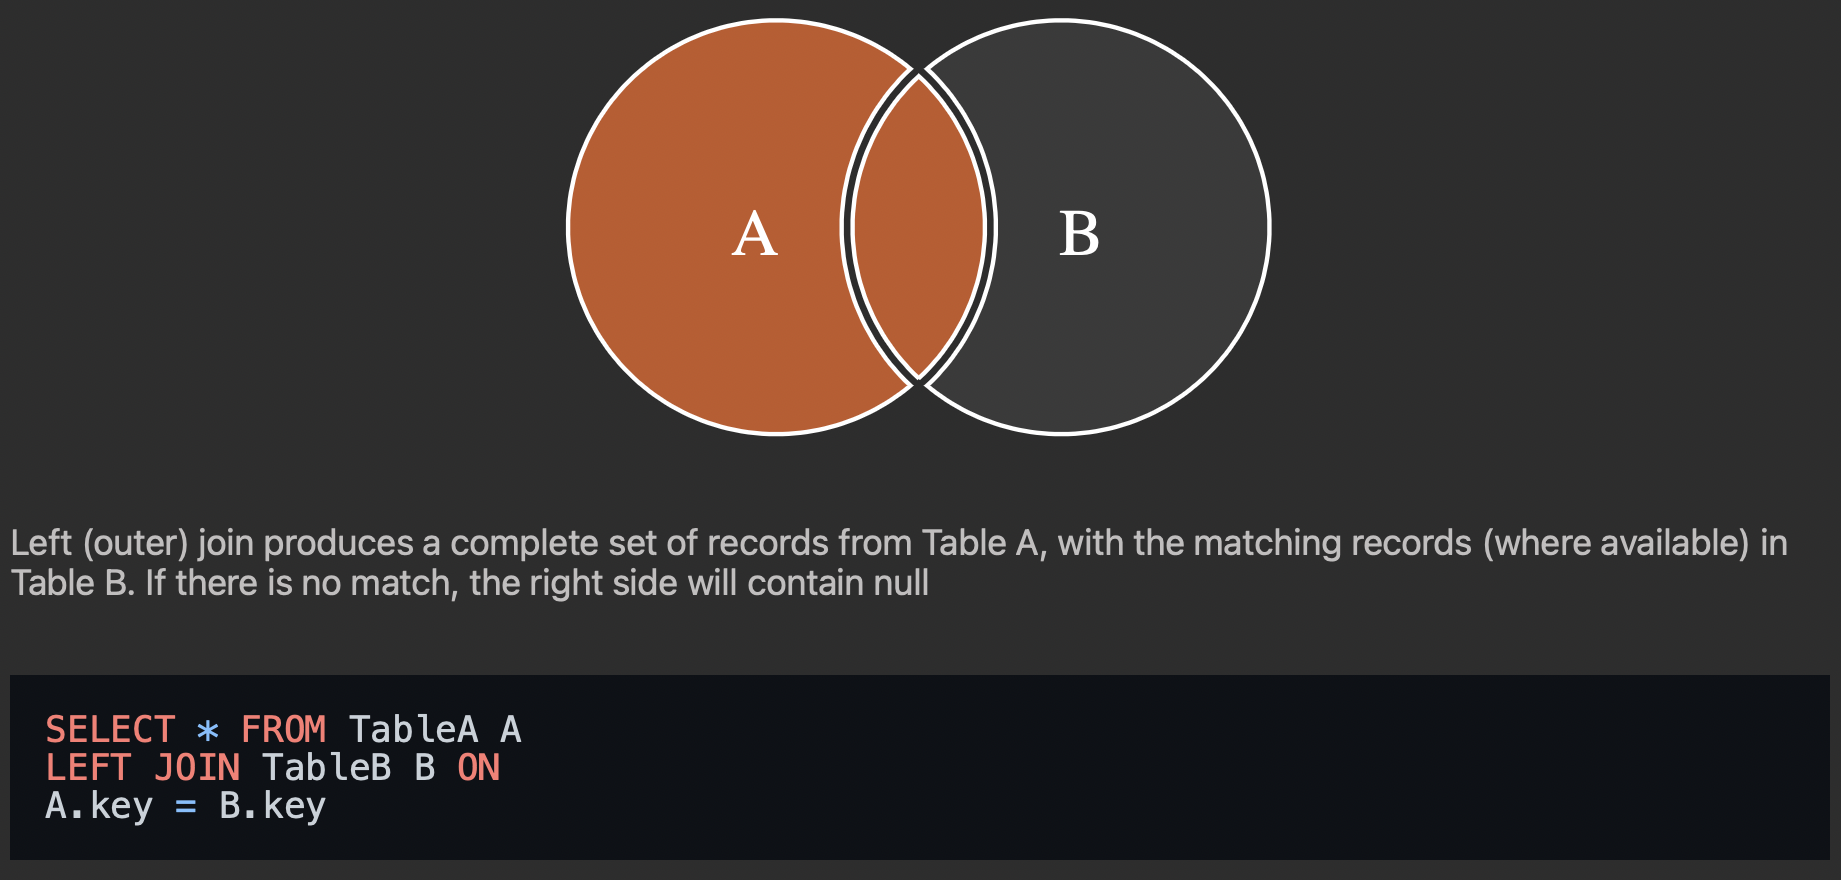 A
B
Left (outer) join produces a complete set of records from Table A, with the matching records (where available) in
Table B. If there is no match, the right side will contain null
SELECT * FROM TableA A
LEFT JOIN TableB B ON
A.key = B.key